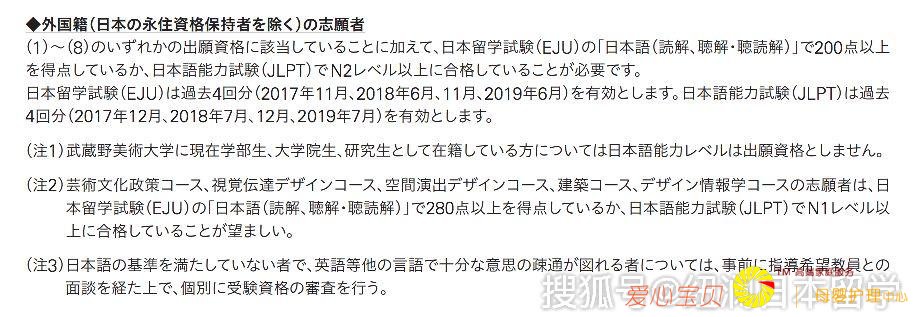 ◆外国籍（日本の永住資格保持者を除く）の志願者
（1）～（8）のいずれかの出願資格に該当していることに加えて、日本留学試験（EJU）の「日本語（読解、聴解・聴読解）」で200点以上
を得点しているか、日本語能力試験（JLPT）でN2レベル以上に合格していることが必要です。
日本留学試験（EJU）は過去4回分（2017年11月、2018年6月、11月、2019年6月）を有効とします。日本語能力試験（JLPT）は過去
4回分（2017年12月、2018年7月、12月、2019年7月）を有効とします。
（注1）武蔵野美術大学に現在学部生、大学院生、研究生として在籍している方については日本語能力レベルは出願資格としません。
（注2）芸術文化政策コース、視覚伝達デザインコース、空間演出デザインコース、建築コース、デザイン情報学コースの志願者は、日
本留学試験（EJU）の「日本語（読解、聴解・聴読解）」で280点以上を得点しているか、日本語能力試験（JLPT）でN1レベル以
上に合格していることが望ましい。
（注3）日本語の基準を満たしていない者で、英語等他の言語で十分な意思の疎通が図れる者については、事前に指導希望教員との
面談を経た上で、個別に受験資格の審査を行う。
搜狐号@
日本留学
爱心宝贝
母婴护理中心